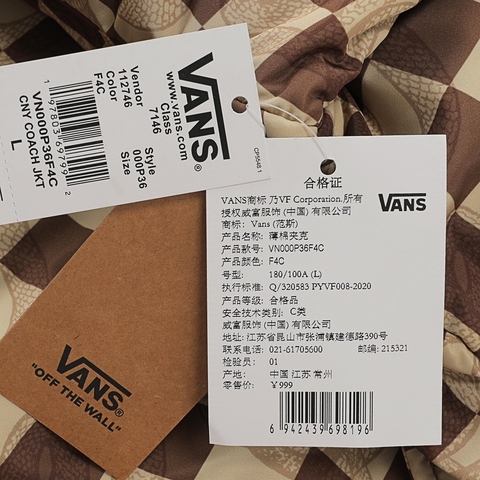 VANS®
www.vans.com
Class
7146
Vendor Style
112746 000P36
Color Size
F4C
1 97803 69799 2
VN000P36F4C
CNY COACH JKT
L
CP5548 1
合格证
VANS
VANS商标 乃VF Corporation.所有
授权威富服饰 (中国) 有限公司
商标: Vans (范斯)
产品名称: 薄棉夹克
产品款号: VN000P36F4C
产品颜色: F4C
号型: 180/100A (L)
执行标准: Q/320583 PYVF008-2020
产品等级: 合格品
安全技术类别: C类
威富服饰 (中国) 有限公司
地址: 江苏省昆山市张浦镇建德路390号
联系电话: 021-61705600 邮编: 215321
检验员: 01
产地: 中国 江苏 常州
零售价: ¥999
6 942439 698196
VANS®
"OFF THE WALL"